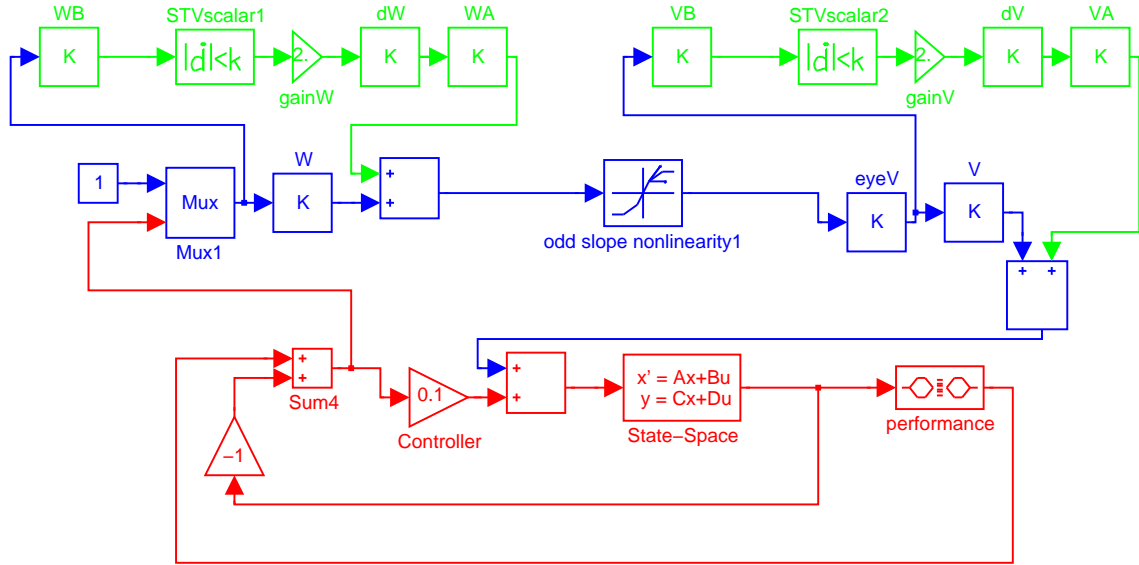 WB STVscalar1 dW WA VB STVscalar2 dV VA
K |d|<k 2. K K K |d|<k 2. K K
gainW gainV
W eyeV V
1 Mux K + + K K
Mux1 odd slope nonlinearity1
+ +
+ + Sum4 0.1 + + x' = Ax+Bu
y = Cx+Du
Controller State−Space performance
−1